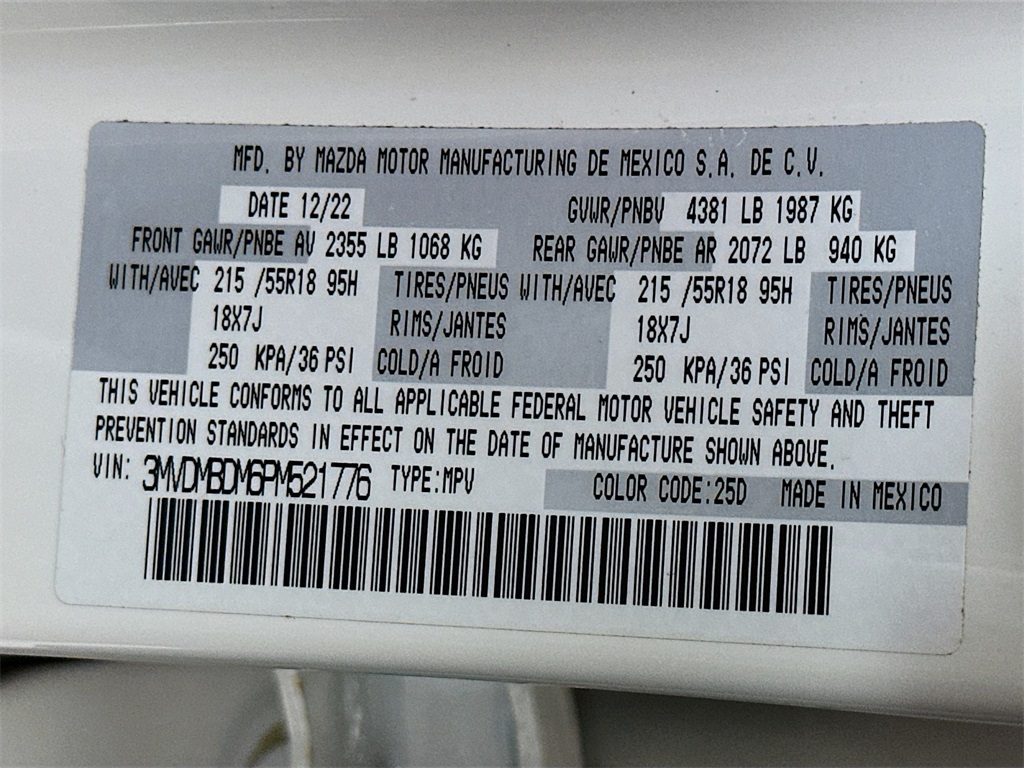 MFD. BY MAZDA MOTOR MANUFACTURING DE MEXICO S.A. DE C.V.
DATE 12/22 GVWR/PNBV 4381 LB 1987 KG
FRONT GAWR/PNBE AV 2355 LB 1068 KG REAR GAWR/PNBE AR 2072 LB 940 KG
WITH/AVEC 215 /55R18 95H TIRES/PNEUS WITH/AVEC 215 /55R18 95H TIRES/PNEUS
18X7J RIMS/JANTES 18X7J RIMS/JANTES
250 KPA/36 PSI COLD/A FROID 250 KPA/36 PSI COLD/A FROID
THIS VEHICLE CONFORMS TO ALL APPLICABLE FEDERAL MOTOR VEHICLE SAFETY AND THEFT
PREVENTION STANDARDS IN EFFECT ON THE DATE OF MANUFACTURE SHOWN ABOVE.
VIN: 3MVDMBDM6PM521776 TYPE:MPV COLOR CODE:25D MADE IN MEXICO